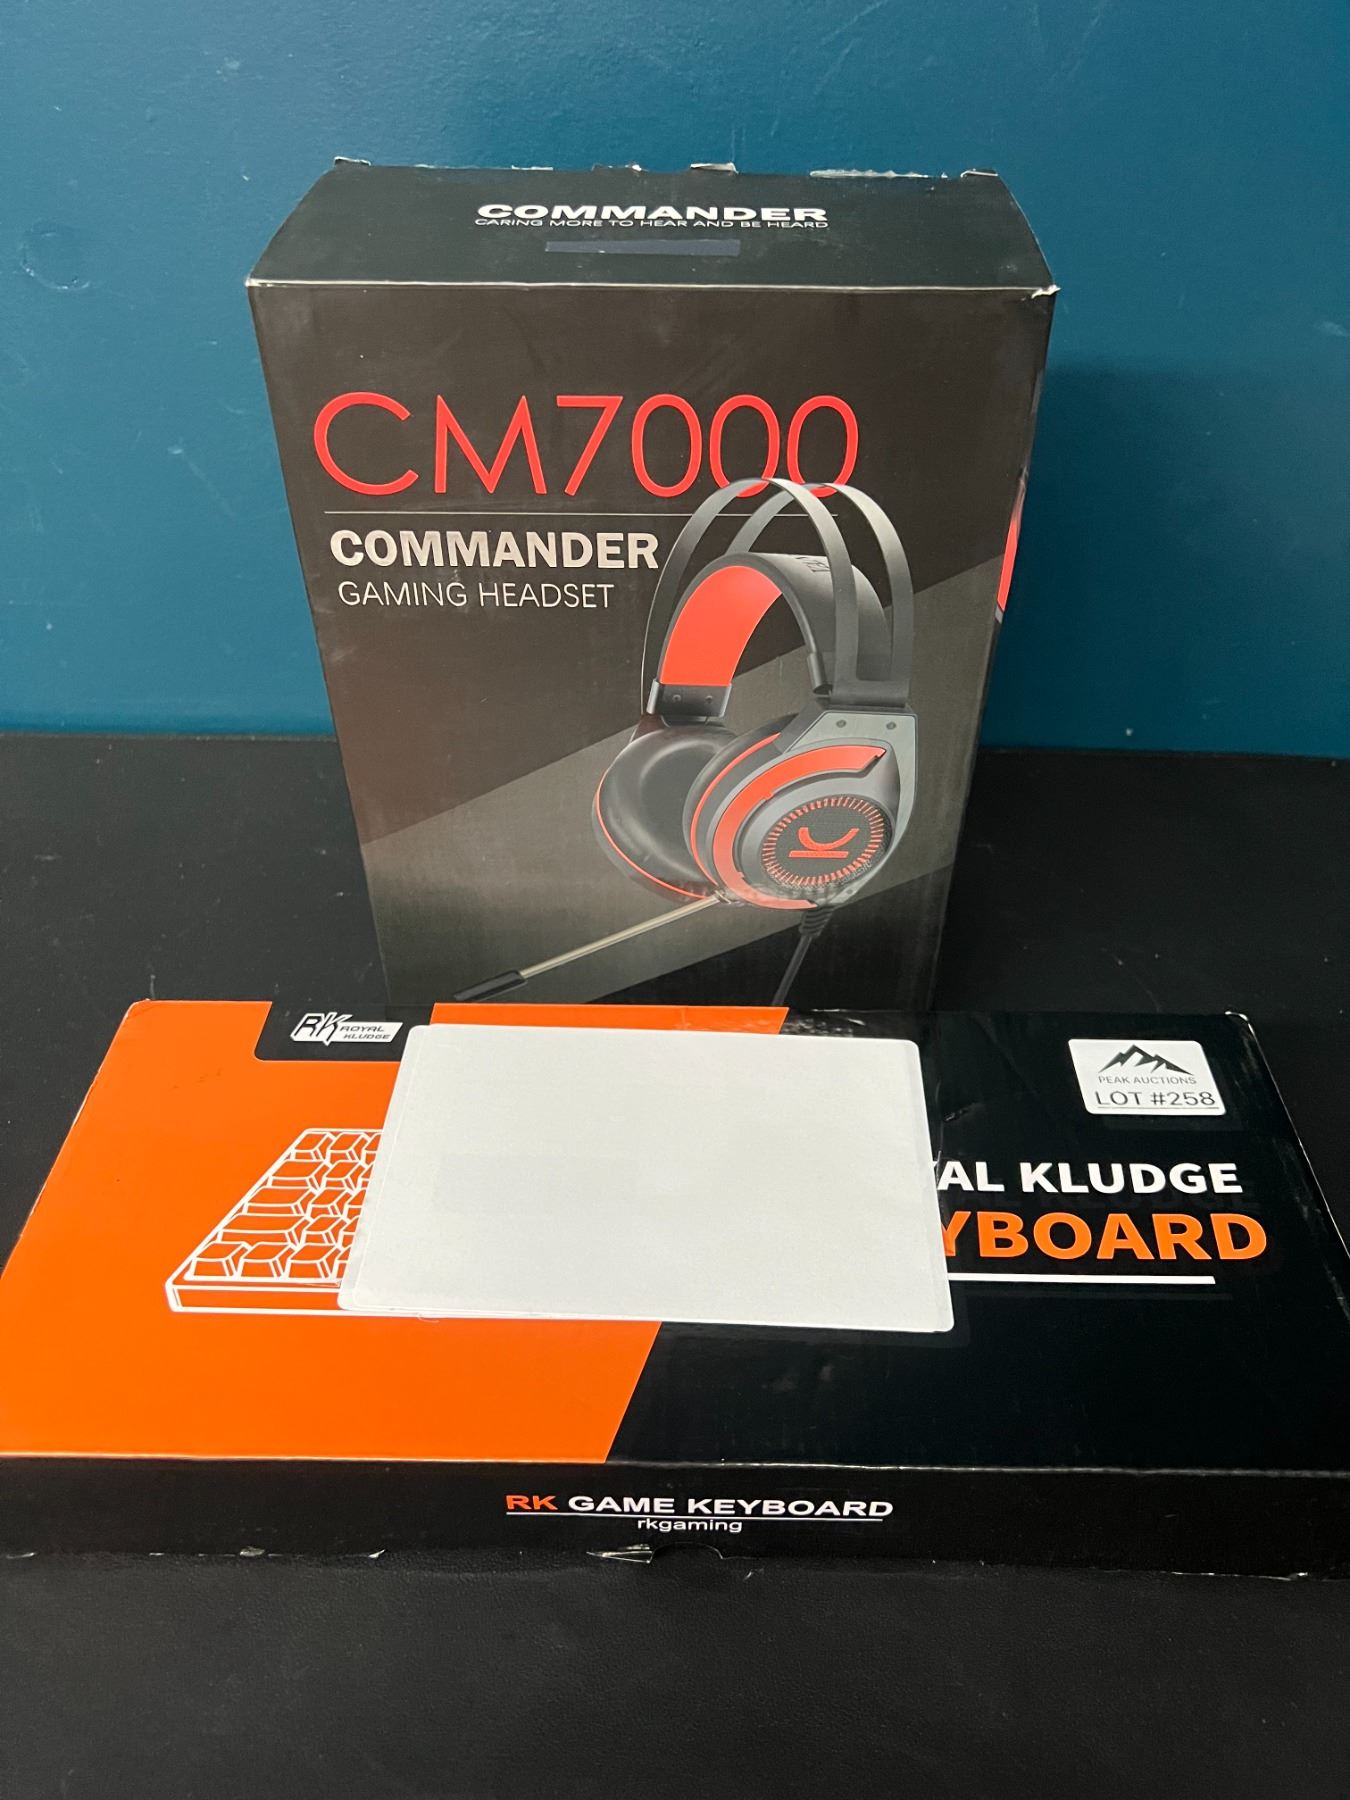 COMMANDER
CARING MORE TO HEAR AND BE HEARD
CM7000
COMMANDER
GAMING HEADSET
RK ROYAL
KLUDGE
PEAK AUCTIONS
LOT #258
AL KLUDGE
YBOARD
RK GAME KEYBOARD
rkgaming